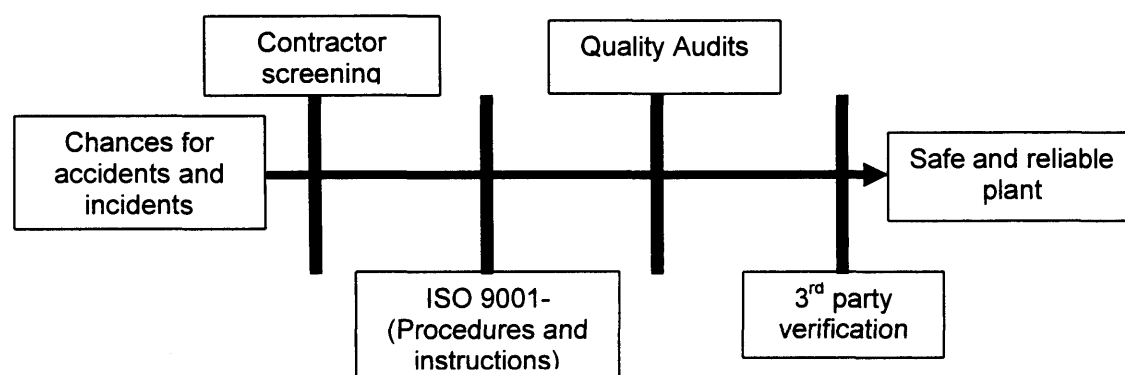 Contractor
screening
Quality Audits
Chances for
accidents and
incidents
Safe and reliable
plant
ISO 9001-
(Procedures and
instructions)
3rd party
verification